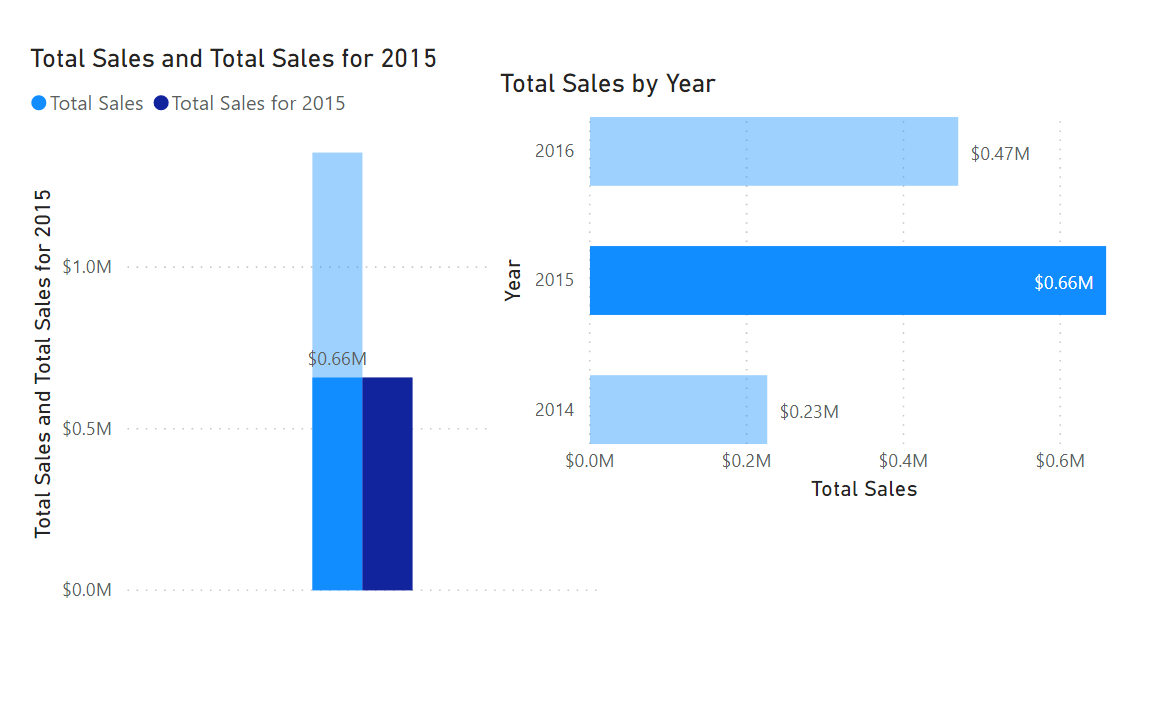 Total Sales and Total Sales for 2015
Total Sales Total Sales for 2015
Total Sales and Total Sales for 2015
$1.0M
$0.66M
$0.5M
$0.0M
Total Sales by Year
Year
2016
$0.47M
2015
$0.66M
2014
$0.23M
$0.0M $0.2M $0.4M $0.6M
Total Sales